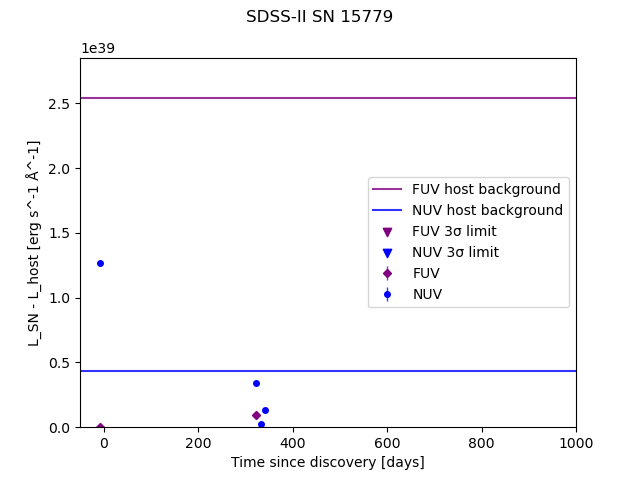 SDSS-II SN 15779
1e39
L_SN - L_host [erg s^-1 Å^-1]
2.5
2.0
1.5
1.0
0.5
0.0
FUV host background
NUV host background
FUV 3σ limit
NUV 3σ limit
FUV
NUV
0 200 400 600 800 1000
Time since discovery [days]